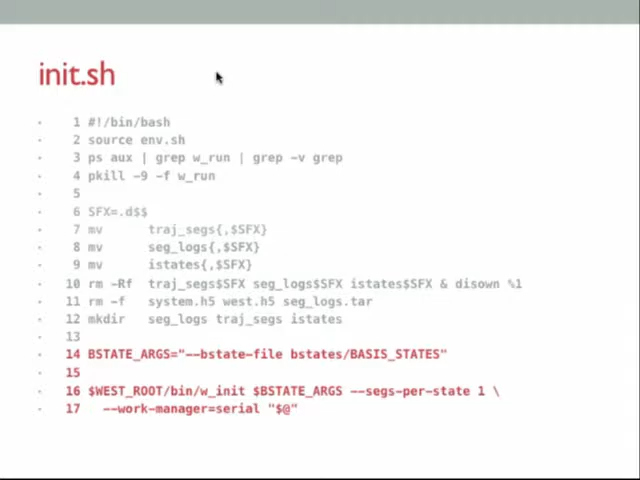 init.sh
1 #!/bin/bash
2 source env.sh
3 ps aux | grep w_run | grep -v grep
4 pkill -9 -f w_run
5
6 SFX=.d$$
7 mv traj_segs{,$SFX}
8 mv seg_logs{,$SFX}
9 mv istates{,$SFX}
10 rm -Rf traj_segs$SFX seg_logs$SFX istates$SFX & disown %1
11 rm -f system.h5 west.h5 seg_logs.tar
12 mkdir seg_logs traj_segs istates
13
14 BSTATE_ARGS="--bstate-file bstates/BASIS_STATES"
15
16 $WEST_ROOT/bin/w_init $BSTATE_ARGS --segs-per-state 1 \
17 --work-manager=serial "$@"